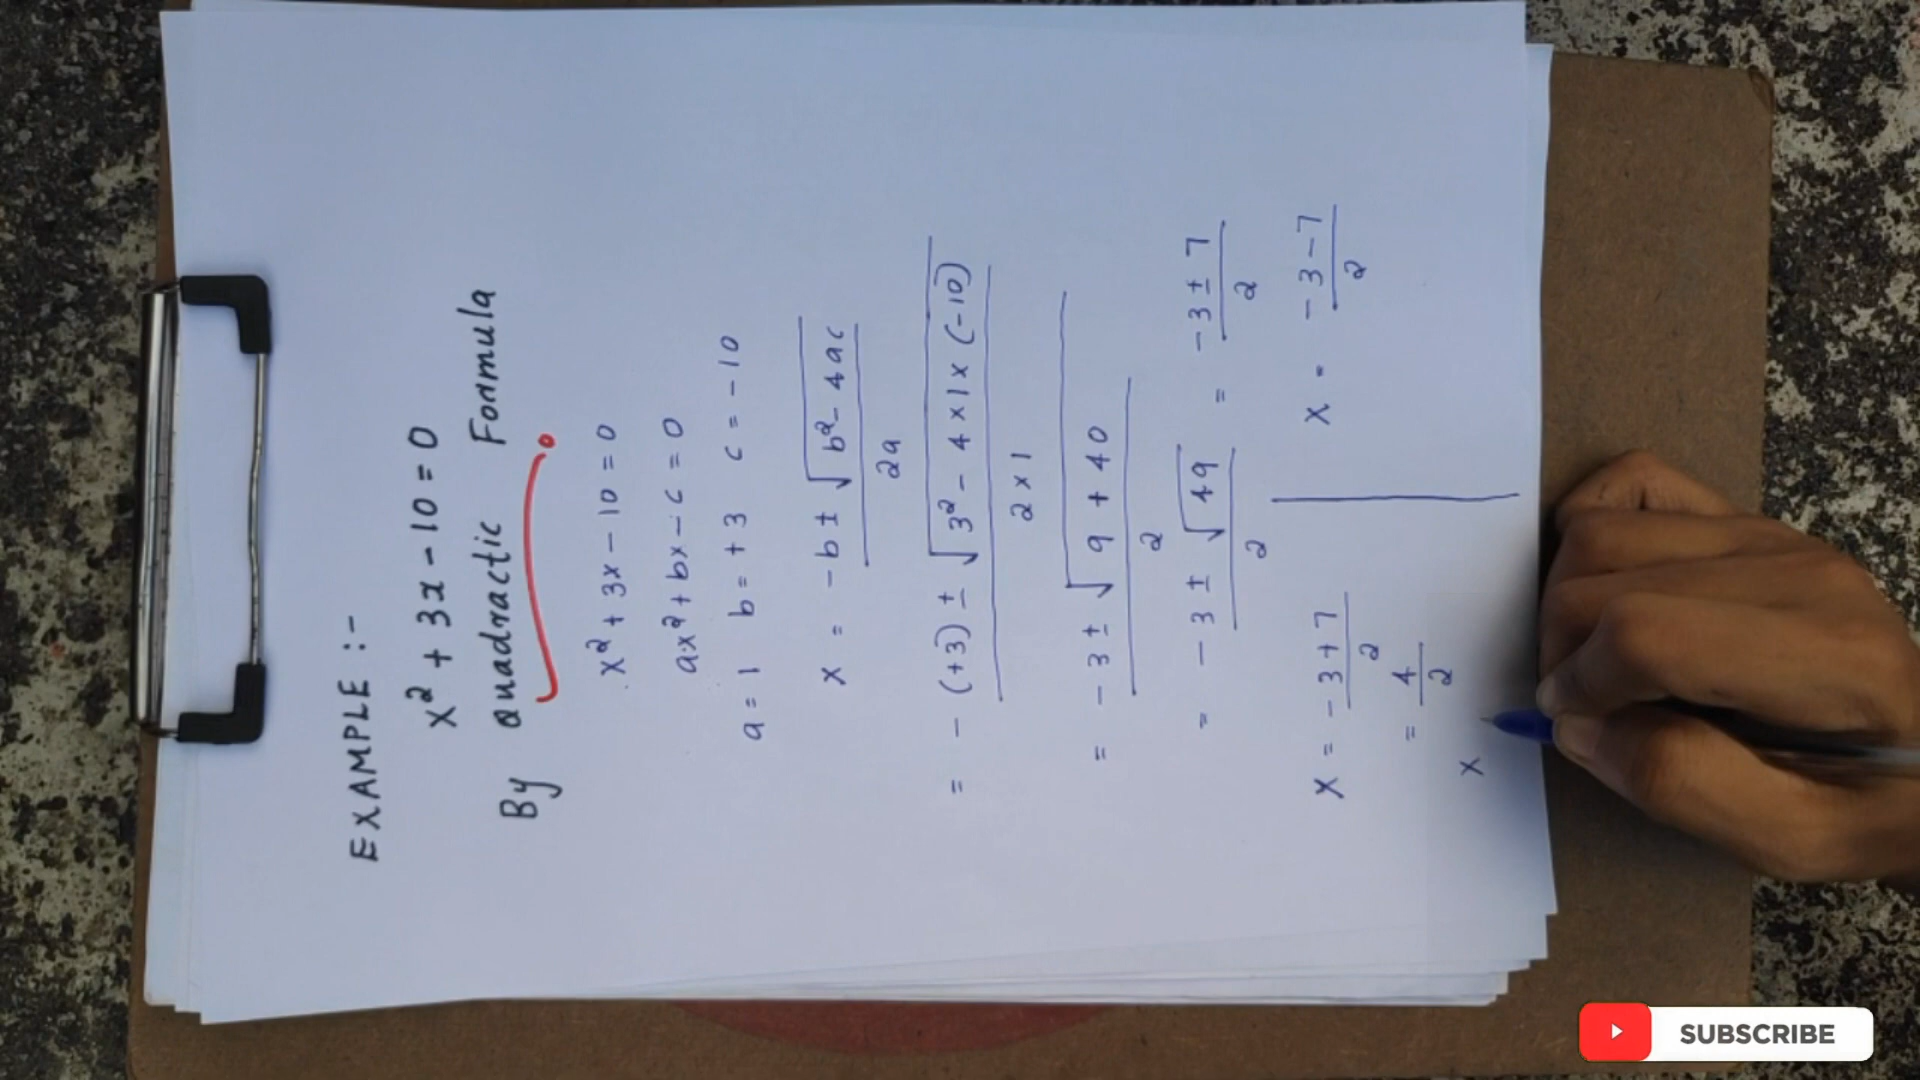 EXAMPLE :-
x² + 3x - 10 = 0
By Quadractic Formula
x² + 3x - 10 = 0
ax² + bx - c = 0
a = 1 b = + 3 c = - 10
x = -b ± √b² - 4ac / 2a
= - (+3) ± √3² - 4 x 1 x (-10) / 2 x 1
= - 3 ± √9 + 40 / 2
= - 3 ± √49 / 2 = - 3 ± 7 / 2
x = - 3 + 7 / 2
= 4 / 2
x
x = - 3 - 7 / 2
SUBSCRIBE